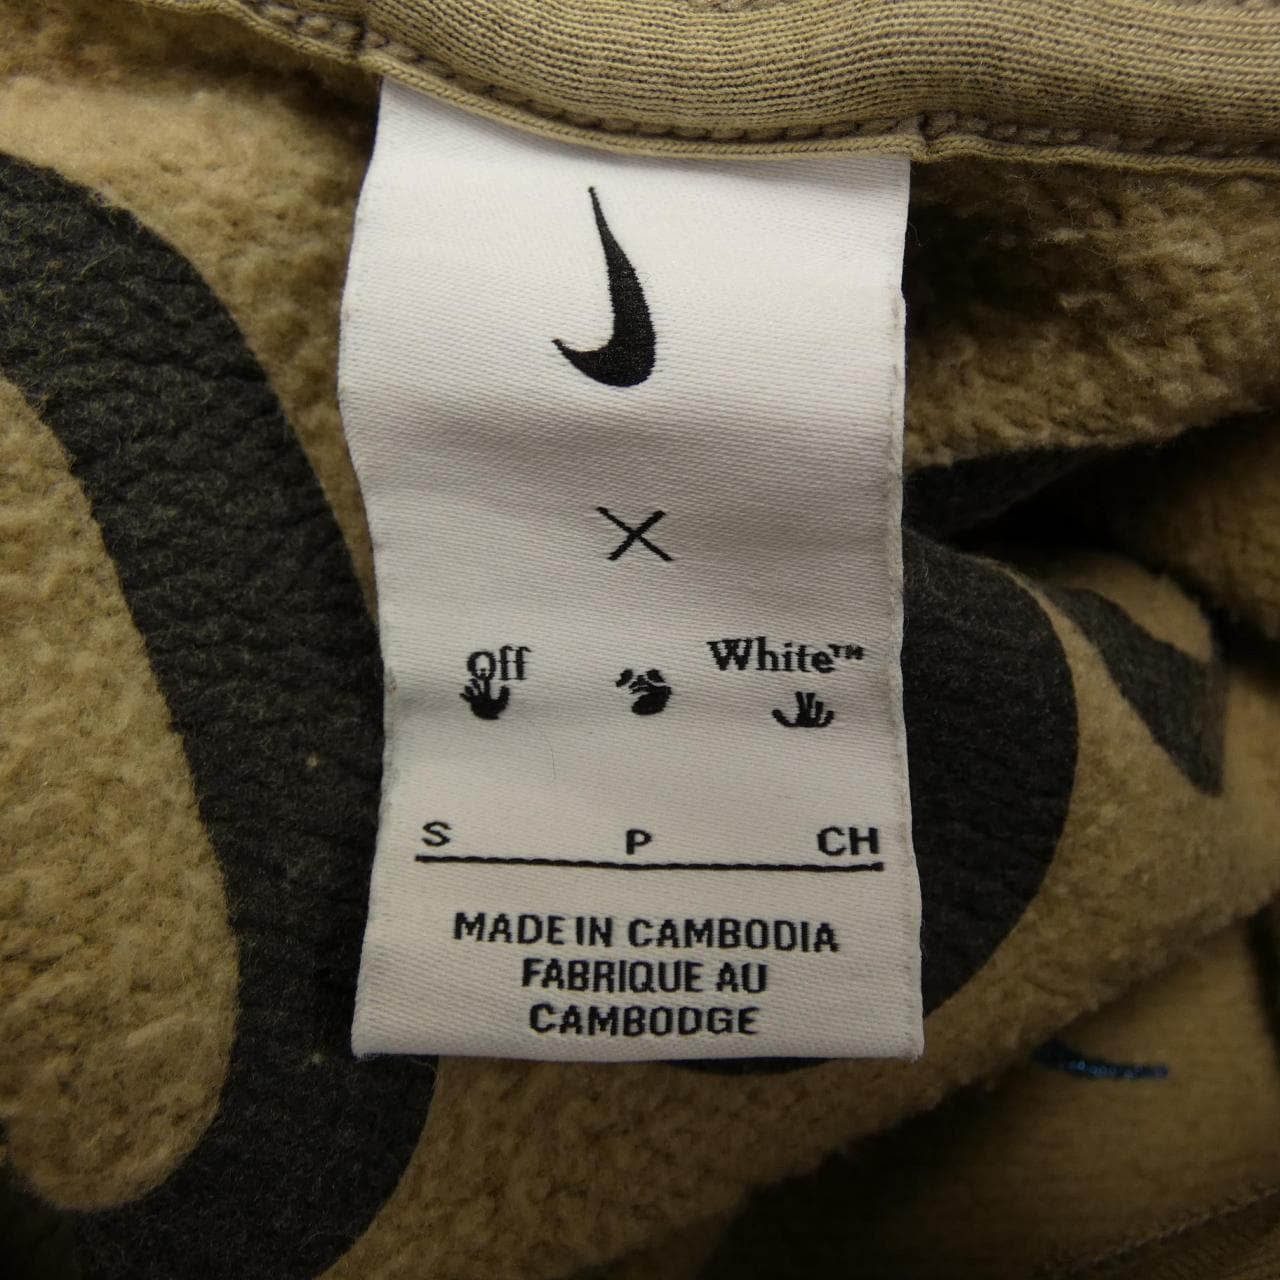 ×
Off White™
S P CH
MADE IN CAMBODIA
FABRIQUE AU
CAMBODGE